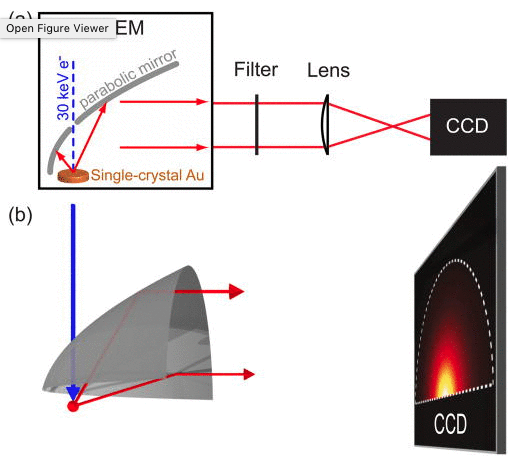 (a)
Open Figure Viewer
EM
30 keV e-
parabolic mirror
Single-crystal Au
Filter
Lens
CCD
(b)
CCD